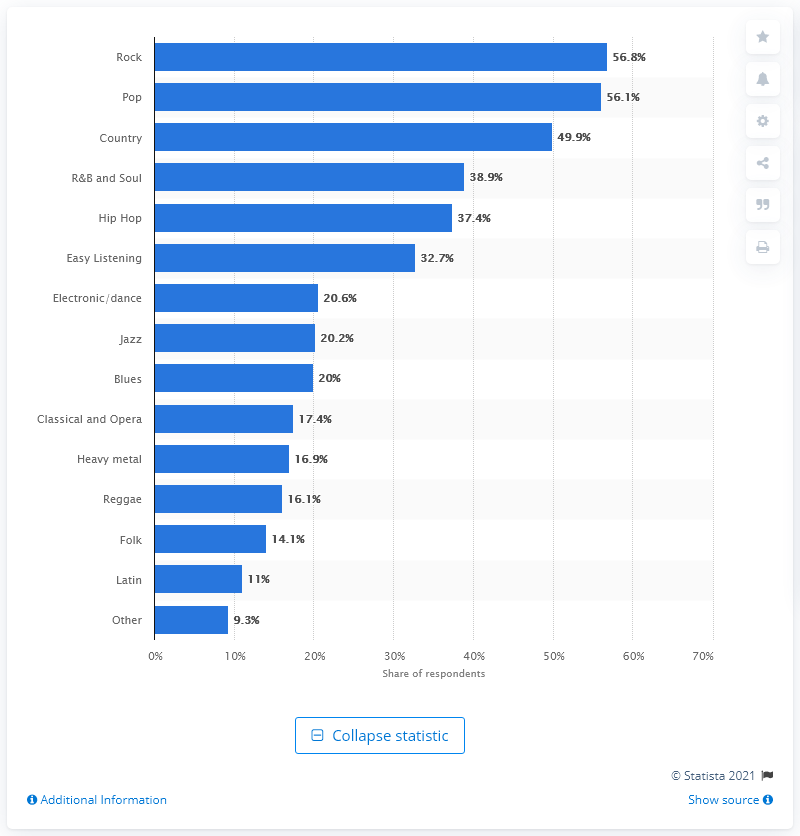 Rock 56.8%
Pop 56.1%
Country 49.9%
R&B and Soul 38.9%
Hip Hop 37.4%
Easy Listening 32.7%
Electronic/dance 20.6%
Jazz 20.2%
Blues 20%
Classical and Opera 17.4%
Heavy metal 16.9%
Reggae 16.1%
Folk 14.1%
Latin 11%
Other 9.3%
0% 10% 20% 30% 40% 50% 60% 70%
Share of respondents
Collapse statistic
© Statista 2021
Additional Information Show source